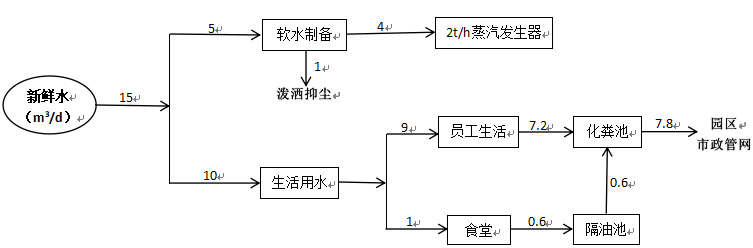 5
软水制备
4
2t/h蒸汽发生器
新鲜水
（m³/d）
15
1
泼洒抑尘
9
员工生活
7.2
化粪池
7.8
园区
市政管网
10
生活用水
0.6
1
食堂
0.6
隔油池